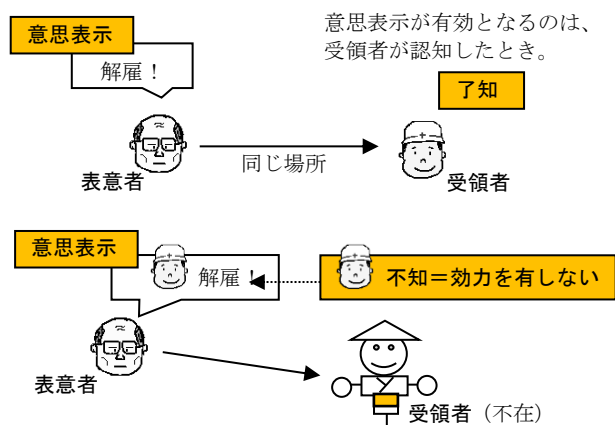 意思表示が有効となるのは、
受領者が認知したとき。
意思表示
解雇！
了知
同じ場所
表意者
受領者
意思表示
解雇！
不知＝効力を有しない
表意者
受領者（不在）